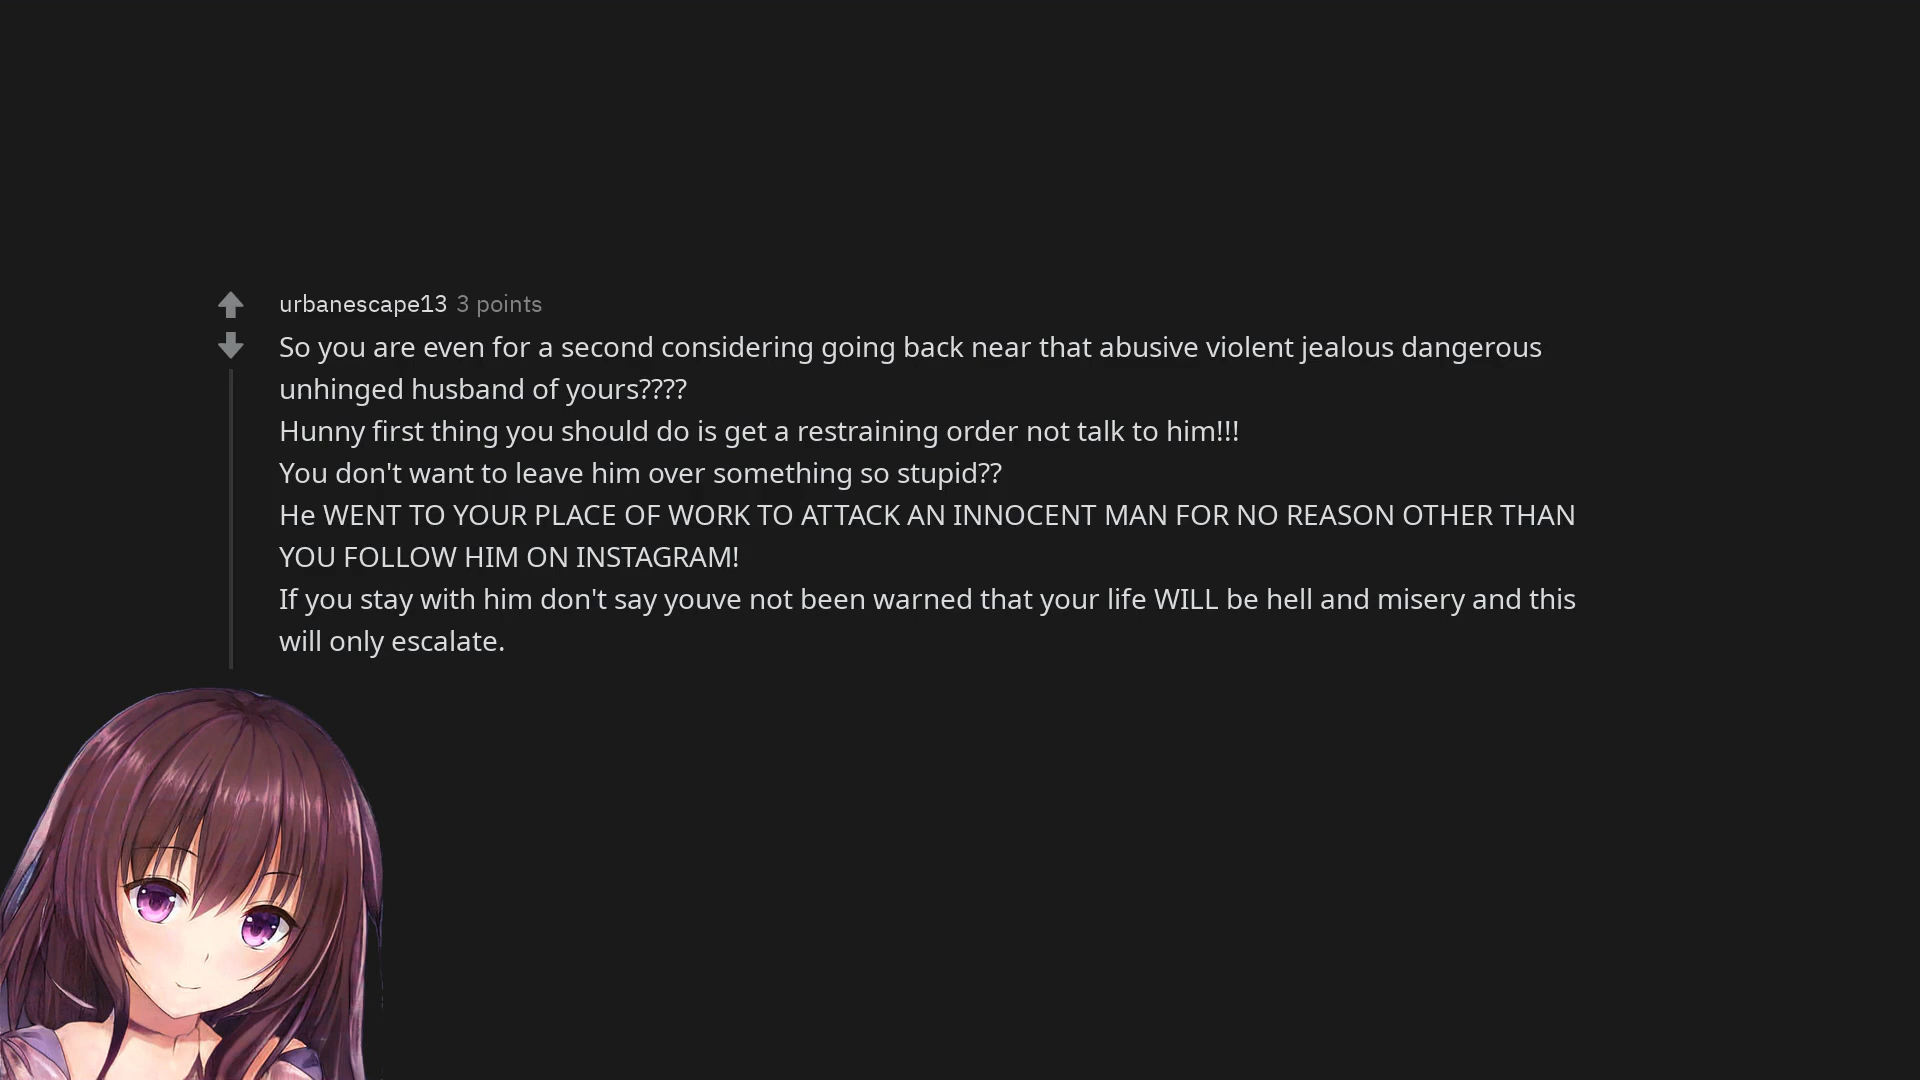 urbanescape13 3 points
So you are even for a second considering going back near that abusive violent jealous dangerous
unhinged husband of yours????
Hunny first thing you should do is get a restraining order not talk to him!!!
You don't want to leave him over something so stupid??
He WENT TO YOUR PLACE OF WORK TO ATTACK AN INNOCENT MAN FOR NO REASON OTHER THAN
YOU FOLLOW HIM ON INSTAGRAM!
If you stay with him don't say youve not been warned that your life WILL be hell and misery and this
will only escalate.